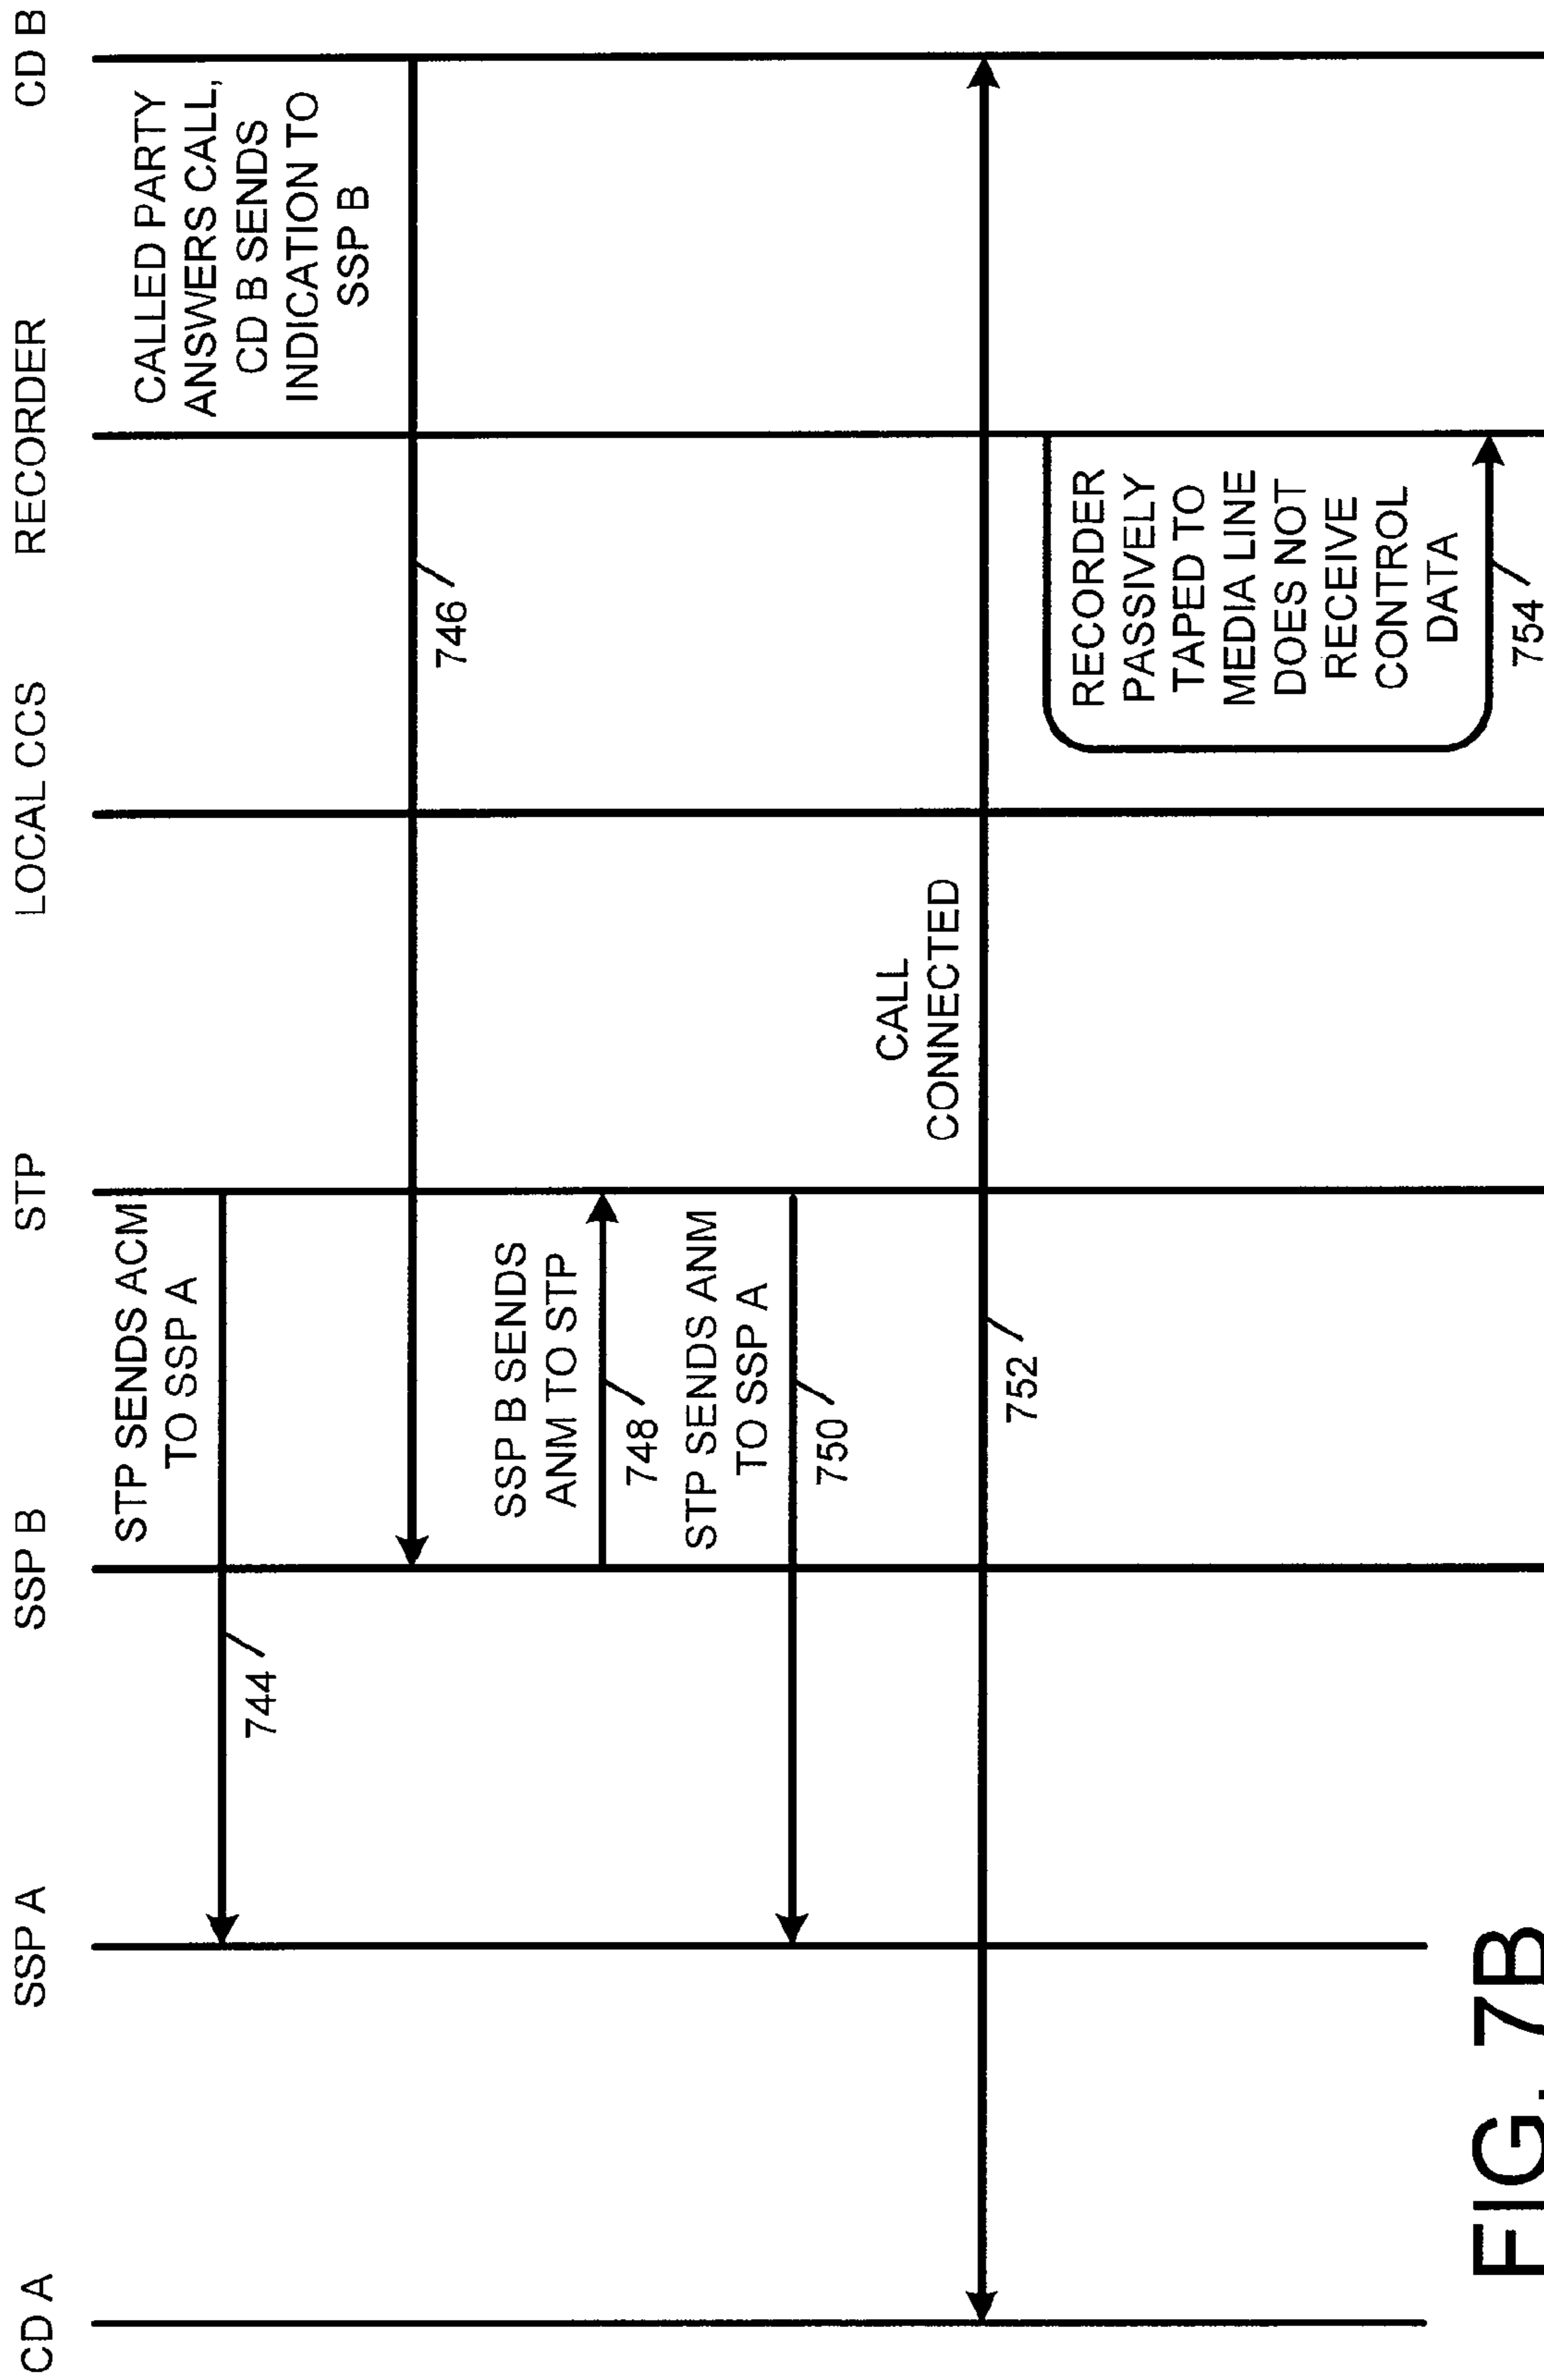 CD A
SSP A
SSP B
STP
LOCAL CCS
RECORDER
CD B
STP SENDS ACM
TO SSP A
744
CALLED PARTY
ANSWERS CALL,
CD B SENDS
INDICATION TO
SSP B
746
SSP B SENDS
ANM TO STP
748
STP SENDS ANM
TO SSP A
750
CALL
CONNECTED
752
RECORDER
PASSIVELY
TAPED TO
MEDIA LINE
DOES NOT
RECEIVE
CONTROL
DATA
754
FIG. 7B